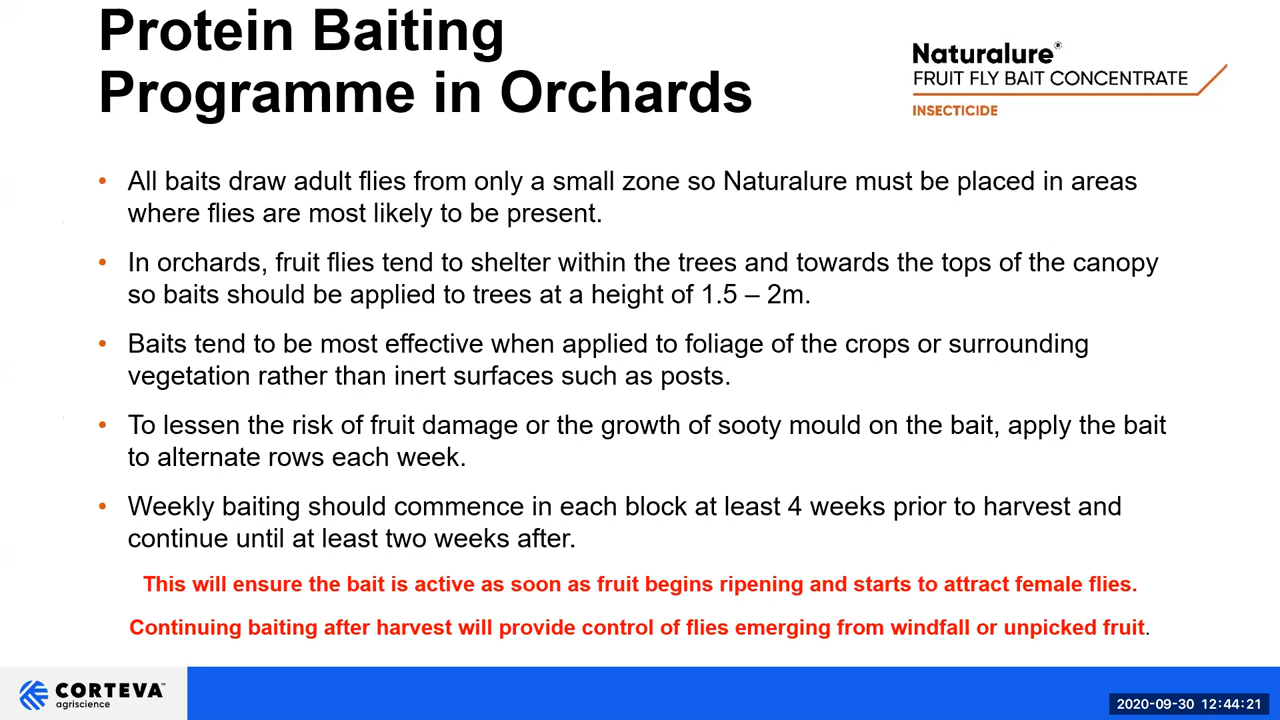 Protein Baiting
Programme in Orchards
Naturalure®
FRUIT FLY BAIT CONCENTRATE
INSECTICIDE
• All baits draw adult flies from only a small zone so Naturalure must be placed in areas
where flies are most likely to be present.
• In orchards, fruit flies tend to shelter within the trees and towards the tops of the canopy
so baits should be applied to trees at a height of 1.5 – 2m.
• Baits tend to be most effective when applied to foliage of the crops or surrounding
vegetation rather than inert surfaces such as posts.
• To lessen the risk of fruit damage or the growth of sooty mould on the bait, apply the bait
to alternate rows each week.
• Weekly baiting should commence in each block at least 4 weeks prior to harvest and
continue until at least two weeks after.
This will ensure the bait is active as soon as fruit begins ripening and starts to attract female flies.
Continuing baiting after harvest will provide control of flies emerging from windfall or unpicked fruit.
CORTEVA™
agriscience
2020-09-30 12:44:21